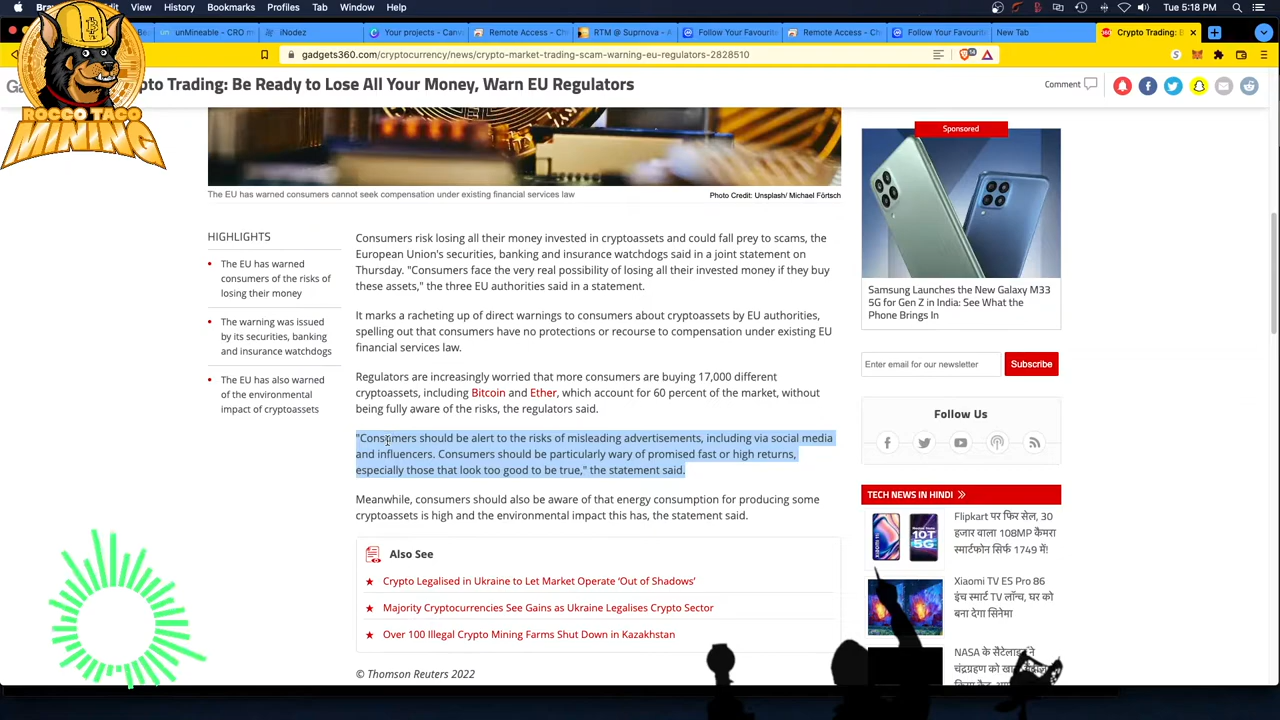 View
History
Bookmarks
Profiles
Tab
Window
Help
Tue 5:18 PM
unMineable - CRO m
iNodez
Your projects - Canva
Remote Access - Ch
RTM @ Suprnova - A
Follow Your Favourite
Remote Access - Ch
Follow Your Favourite
New Tab
Crypto Trading: B
gadgets360.com/cryptocurrency/news/crypto-market-trading-scam-warning-eu-regulators-2828510
pto Trading: Be Ready to Lose All Your Money, Warn EU Regulators
Comment
ROCCO TACO
MINING
The EU has warned consumers cannot seek compensation under existing financial services law
Photo Credit: Unsplash/ Michael Förtsch
HIGHLIGHTS
The EU has warned
consumers of the risks of
losing their money
The warning was issued
by its securities, banking
and insurance watchdogs
The EU has also warned
of the environmental
impact of cryptoassets
Consumers risk losing all their money invested in cryptoassets and could fall prey to scams, the
European Union's securities, banking and insurance watchdogs said in a joint statement on
Thursday. "Consumers face the very real possibility of losing all their invested money if they buy
these assets," the three EU authorities said in a statement.
It marks a racheting up of direct warnings to consumers about cryptoassets by EU authorities,
spelling out that consumers have no protections or recourse to compensation under existing EU
financial services law.
Regulators are increasingly worried that more consumers are buying 17,000 different
cryptoassets, including Bitcoin and Ether, which account for 60 percent of the market, without
being fully aware of the risks, the regulators said.
"Consumers should be alert to the risks of misleading advertisements, including via social media
and influencers. Consumers should be particularly wary of promised fast or high returns,
especially those that look too good to be true," the statement said.
Meanwhile, consumers should also be aware of that energy consumption for producing some
cryptoassets is high and the environmental impact this has, the statement said.
Also See
Crypto Legalised in Ukraine to Let Market Operate ‘Out of Shadows’
Majority Cryptocurrencies See Gains as Ukraine Legalises Crypto Sector
Over 100 Illegal Crypto Mining Farms Shut Down in Kazakhstan
© Thomson Reuters 2022
Sponsored
Samsung Launches the New Galaxy M33
5G for Gen Z in India: See What the
Phone Brings In
Enter email for our newsletter
Subscribe
Follow Us
TECH NEWS IN HINDI
Flipkart पर फिर सेल, 30
हजार वाला 108MP कैमरा
स्मार्टफोन सिर्फ 1749 में!
Xiaomi TV ES Pro 86
इंच स्मार्ट TV लॉन्च, घर को
बना देगा सिनेमा
NASA के सैटेलाइट ने
चंद्रग्रहण को